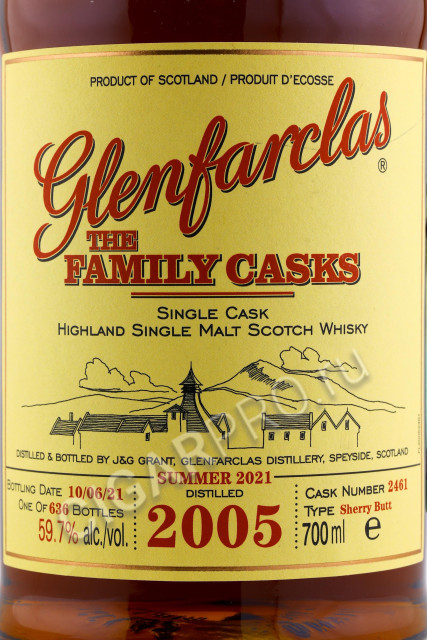 PRODUCT OF SCOTLAND / PRODUIT D'ECOSSE
Glenfarclas ®
THE
FAMILY CASKS
SINGLE CASK
HIGHLAND SINGLE MALT SCOTCH WHISKY
DISTILLED & BOTTLED BY J&G GRANT, GLENFARCLAS DISTILLERY, SPEYSIDE, SCOTLAND
SUMMER 2021
BOTTLING DATE 10/06/21
ONE OF 636 BOTTLES
59.7% alc./vol.
DISTILLED
2005
CASK NUMBER 2461
TYPE Sherry Butt
700ml e
CIGARPRO.ru